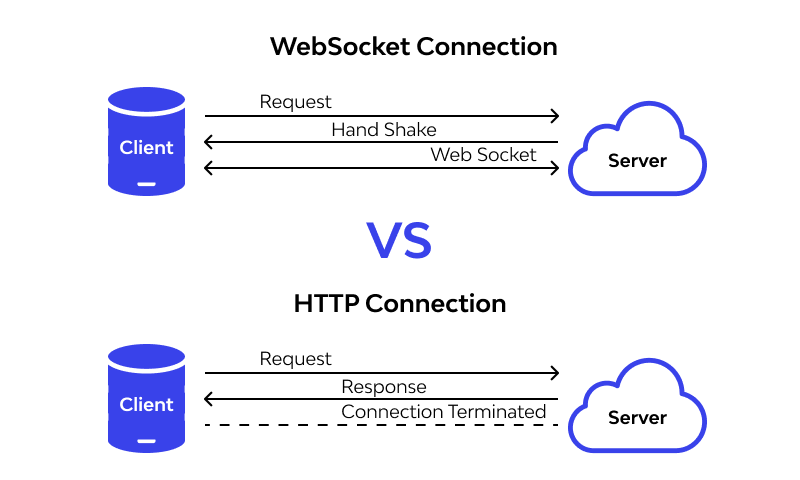 WebSocket Connection
Request
Hand Shake
Web Socket
Client
Server
VS
HTTP Connection
Request
Response
Connection Terminated
Client
Server